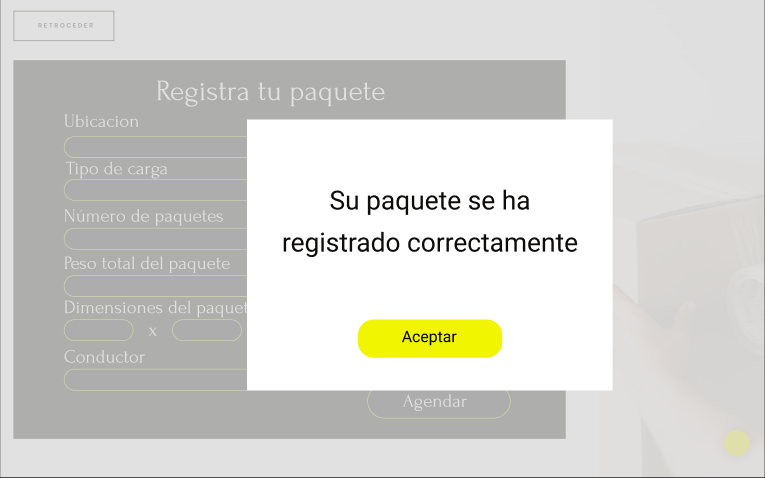 RETROCEDER
Registra tu paquete
Ubicacion
Tipo de carga
Número de paquetes
Peso total del paquete
Dimensiones del paquet
x
Conductor
Agendar
Su paquete se ha
registrado correctamente
Aceptar